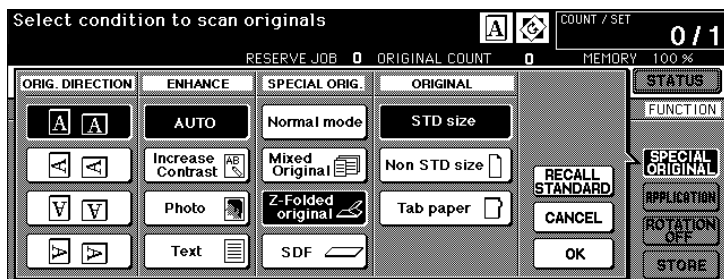 Select condition to scan originals
COUNT / SET
0 / 1
RESERVE JOB 0 ORIGINAL COUNT 0 MEMORY 100 %
ORIG. DIRECTION ENHANCE SPECIAL ORIG. ORIGINAL
STATUS
FUNCTION
A A AUTO Normal mode STD size
A A Increase
Contrast AB Mixed
Original Non STD size
SPECIAL
ORIGINAL
RECALL
STANDARD
A A Photo Z-Folded
original Tab paper
APPLICATION
CANCEL
ROTATION
OFF
A A Text SDF OK
STORE